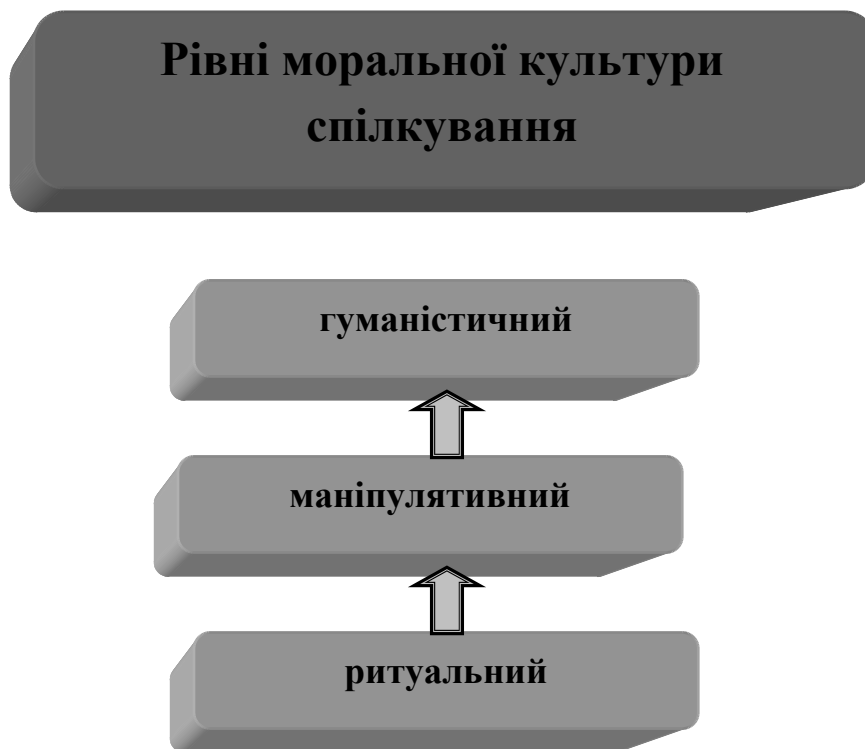 Рівні моральної культури
спілкування
гуманістичний
маніпулятивний
ритуальний